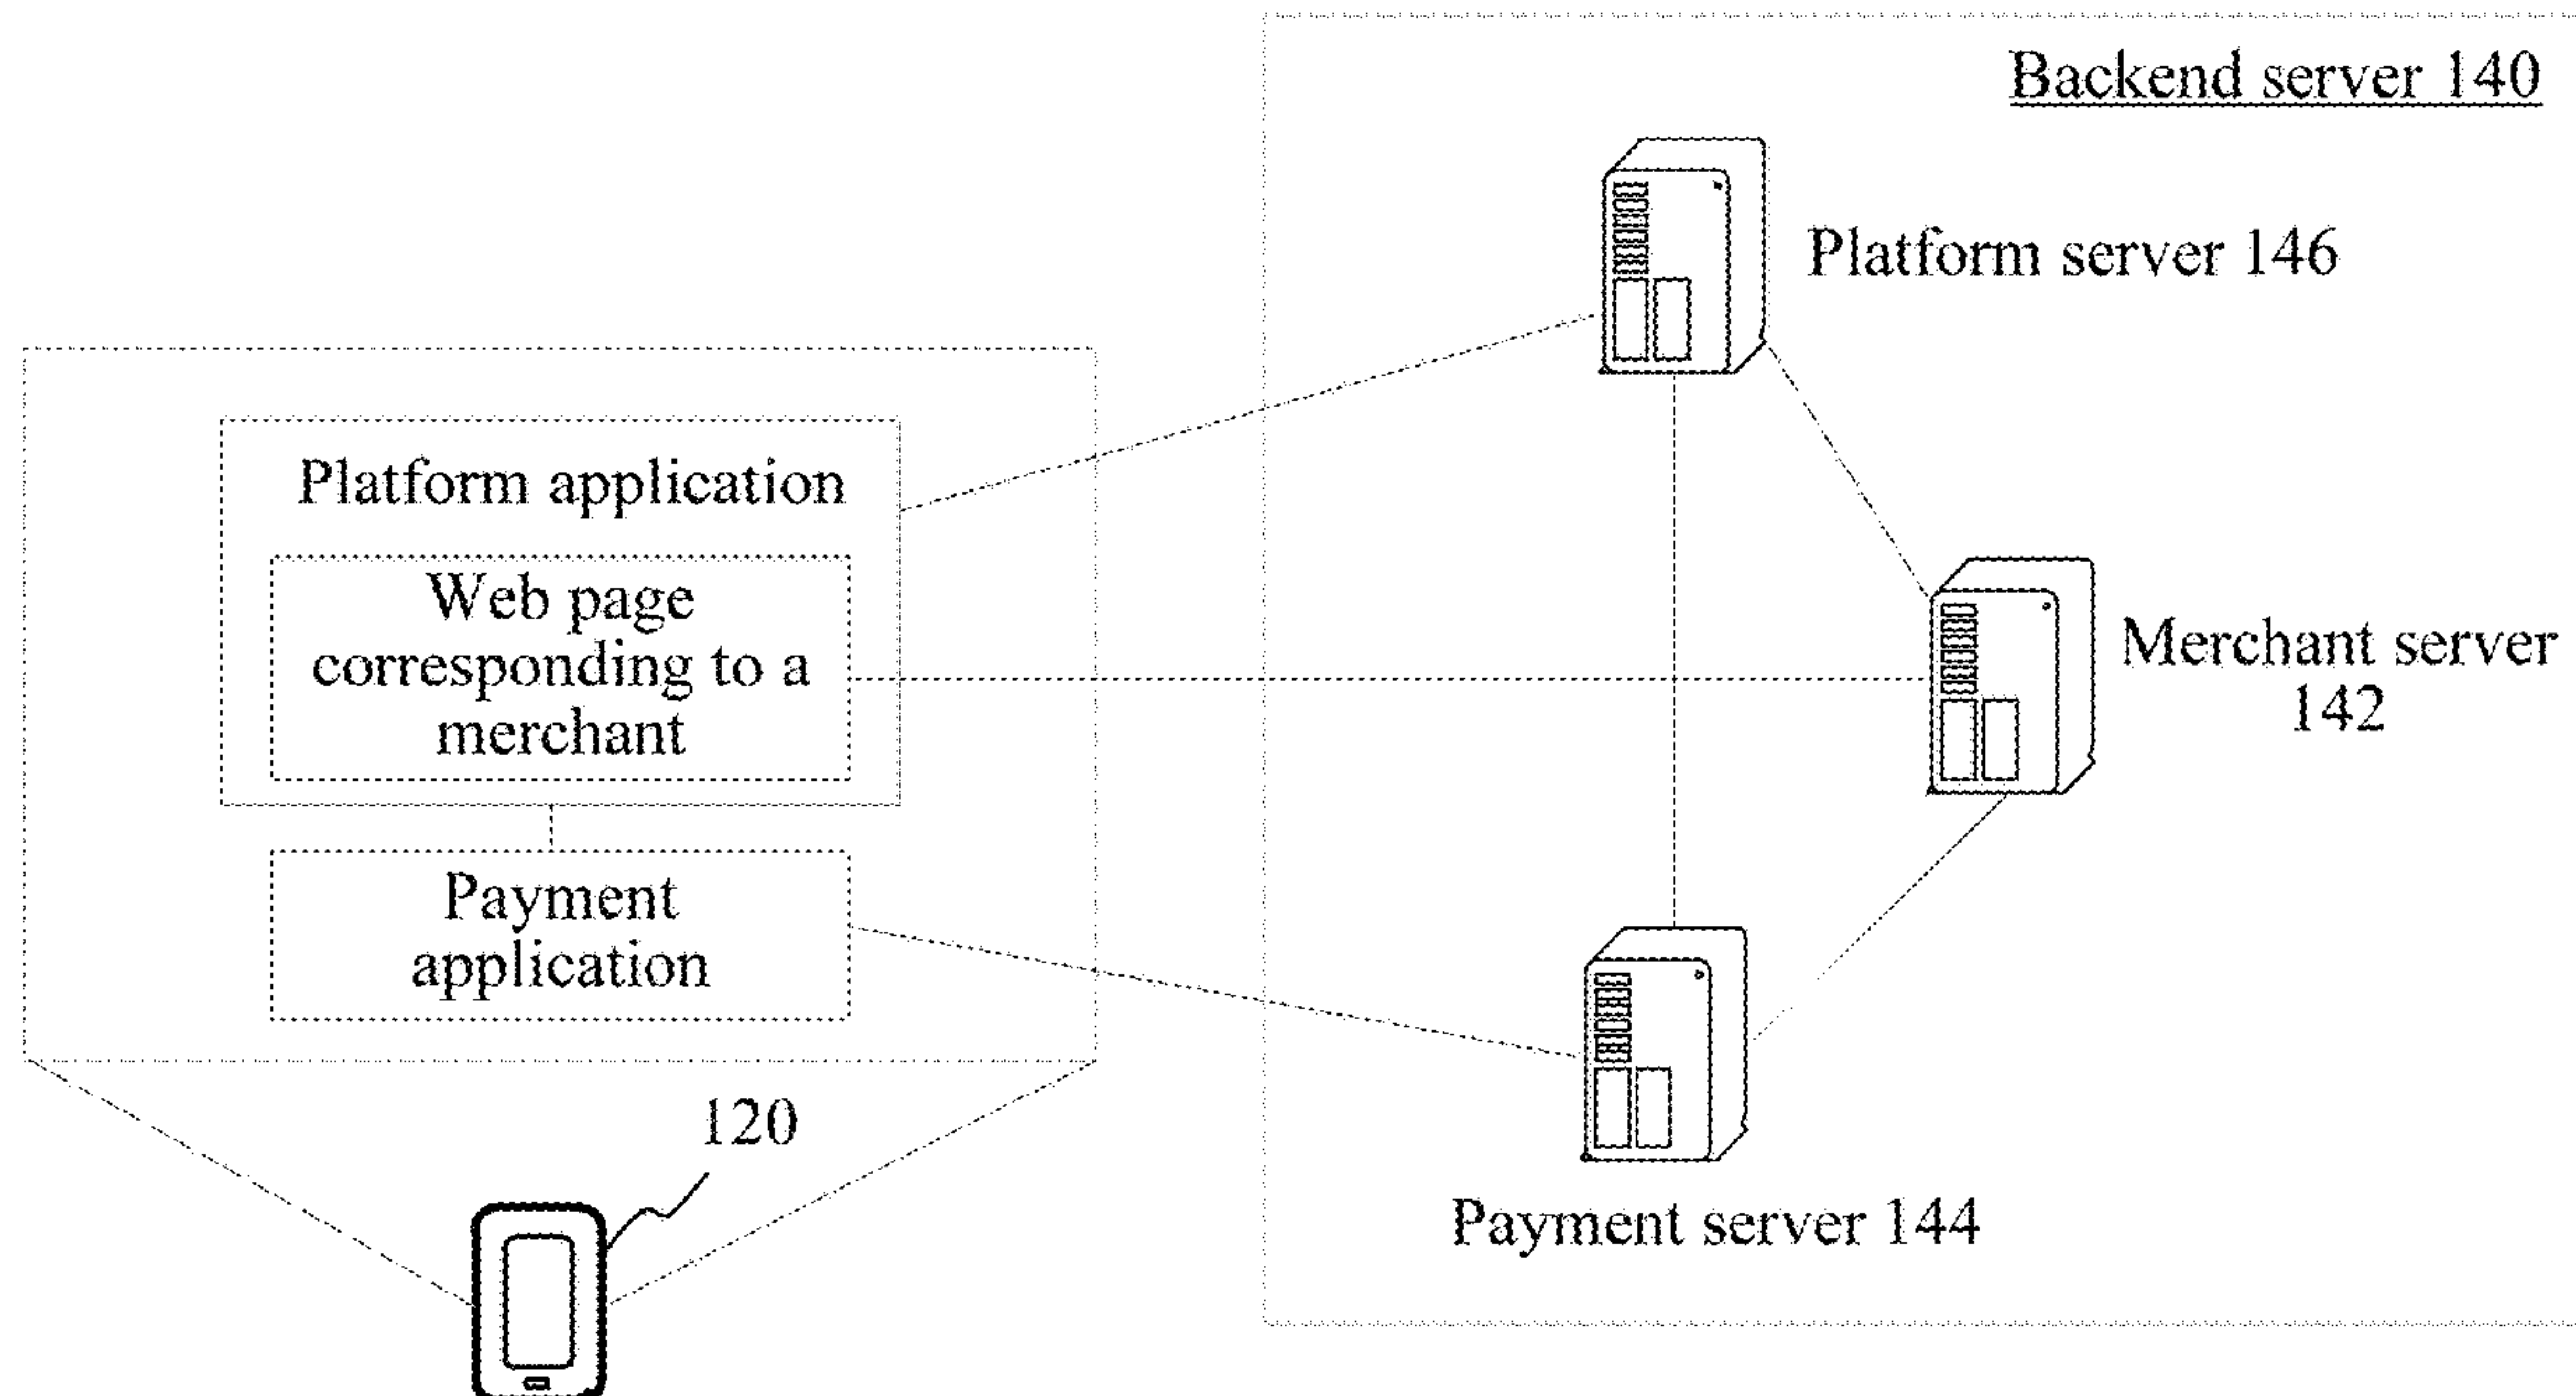 Backend server 140
Platform server 146
Platform application
Web page
corresponding to a
merchant
Merchant server
142
Payment
application
120
Payment server 144